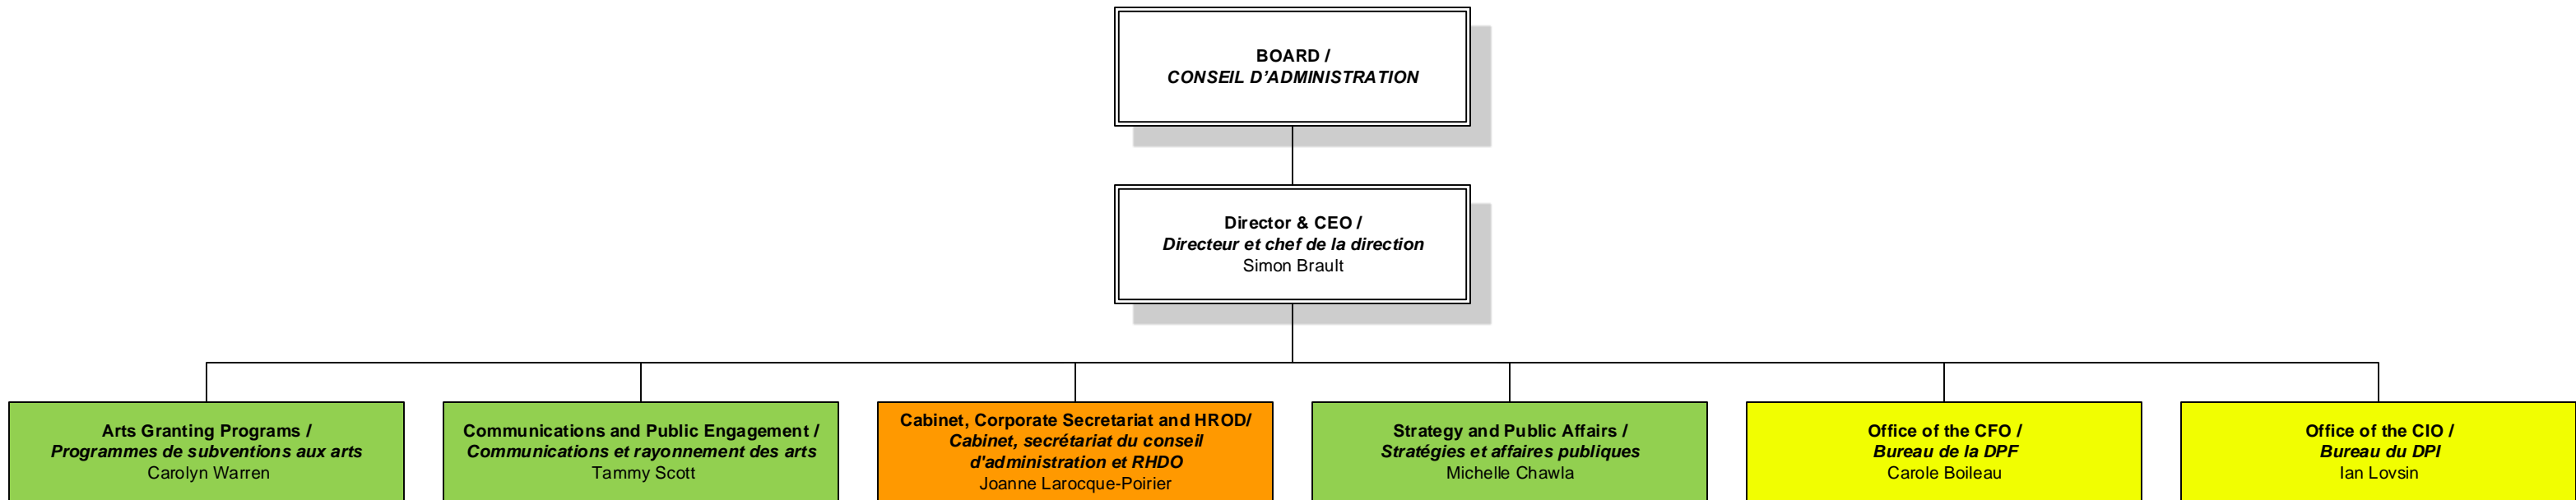 BOARD /
CONSEIL D’ADMINISTRATION
Director & CEO /
Directeur et chef de la direction
Simon Brault
Arts Granting Programs /
Programmes de subventions aux arts
Carolyn Warren
Communications and Public Engagement /
Communications et rayonnement des arts
Tammy Scott
Cabinet, Corporate Secretariat and HROD/
Cabinet, secrétariat du conseil
d'administration et RHDO
Joanne Larocque-Poirier
Strategy and Public Affairs /
Stratégies et affaires publiques
Michelle Chawla
Office of the CFO /
Bureau de la DPF
Carole Boileau
Office of the CIO /
Bureau du DPI
Ian Lovsin